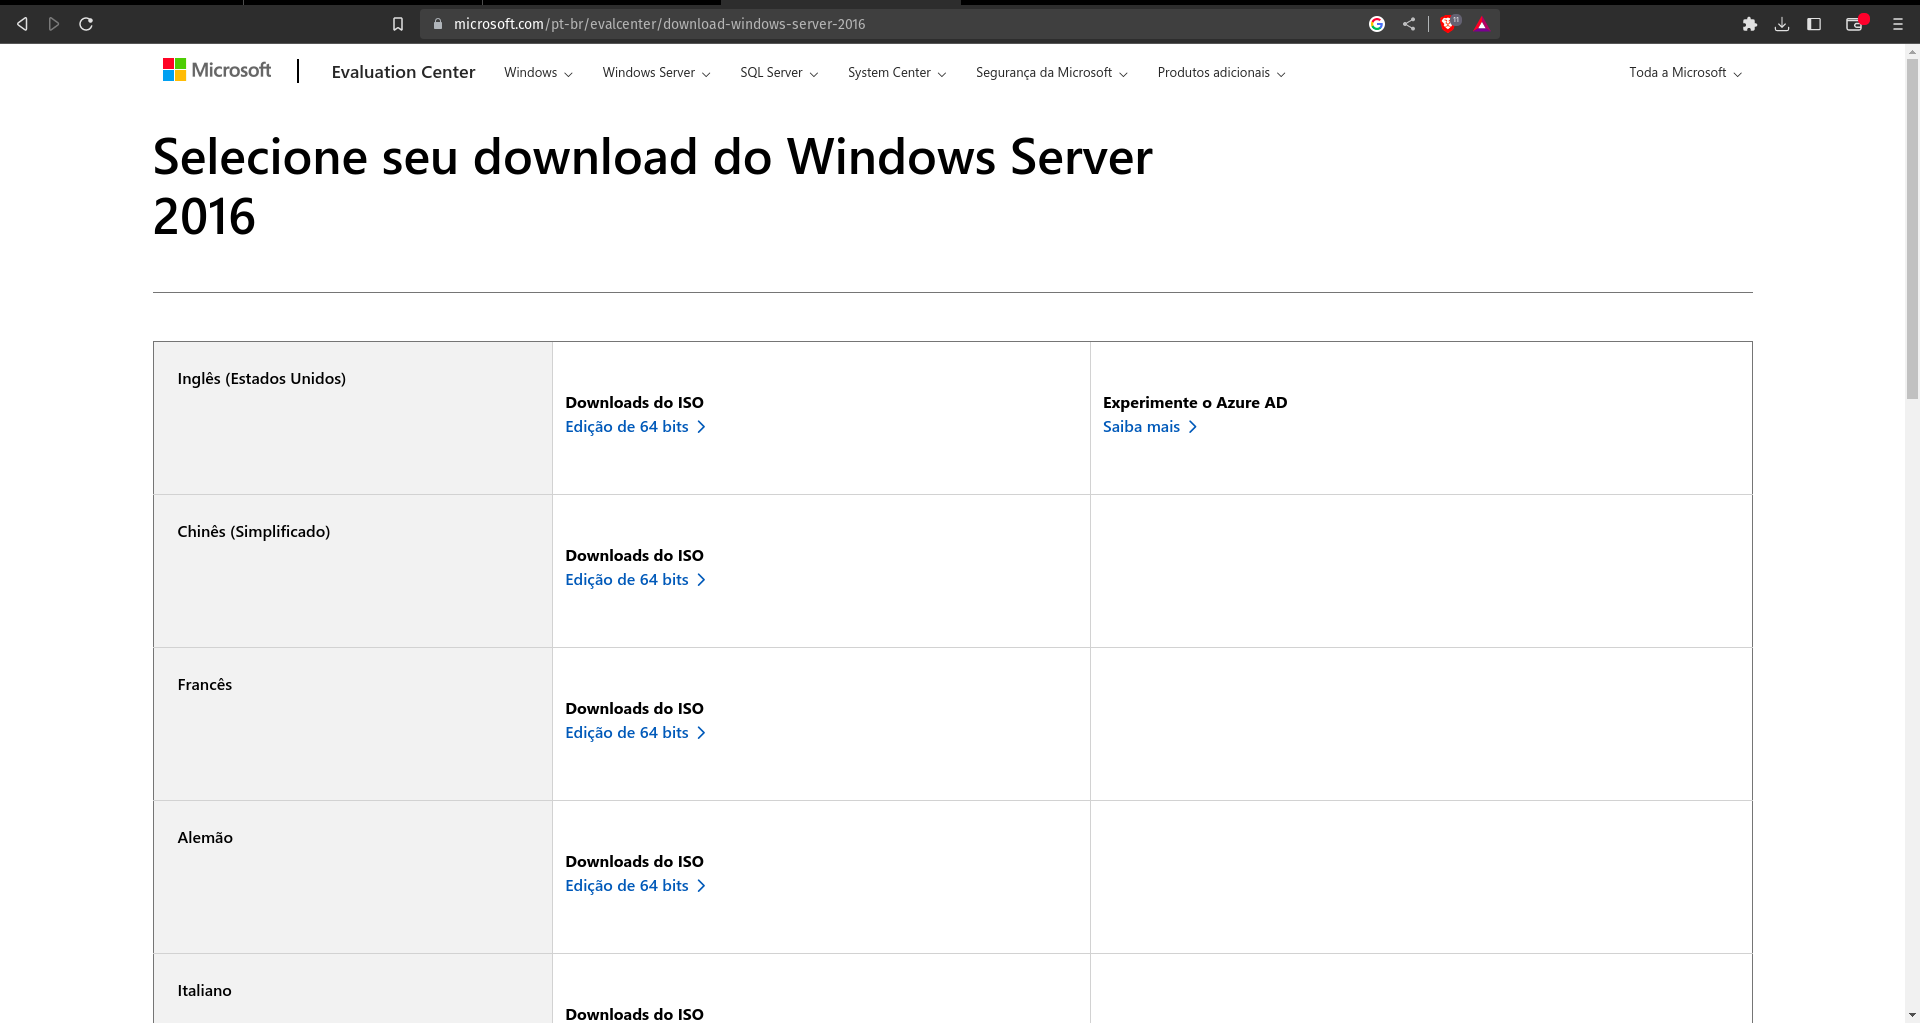 microsoft.com/pt-br/evalcenter/download-windows-server-2016
11
Microsoft
Evaluation Center
Windows
Windows Server
SQL Server
System Center
Segurança da Microsoft
Produtos adicionais
Toda a Microsoft
Selecione seu download do Windows Server
2016
Inglês (Estados Unidos)
Downloads do ISO
Edição de 64 bits
Experimente o Azure AD
Saiba mais
Chinês (Simplificado)
Downloads do ISO
Edição de 64 bits
Francês
Downloads do ISO
Edição de 64 bits
Alemão
Downloads do ISO
Edição de 64 bits
Italiano
Downloads do ISO